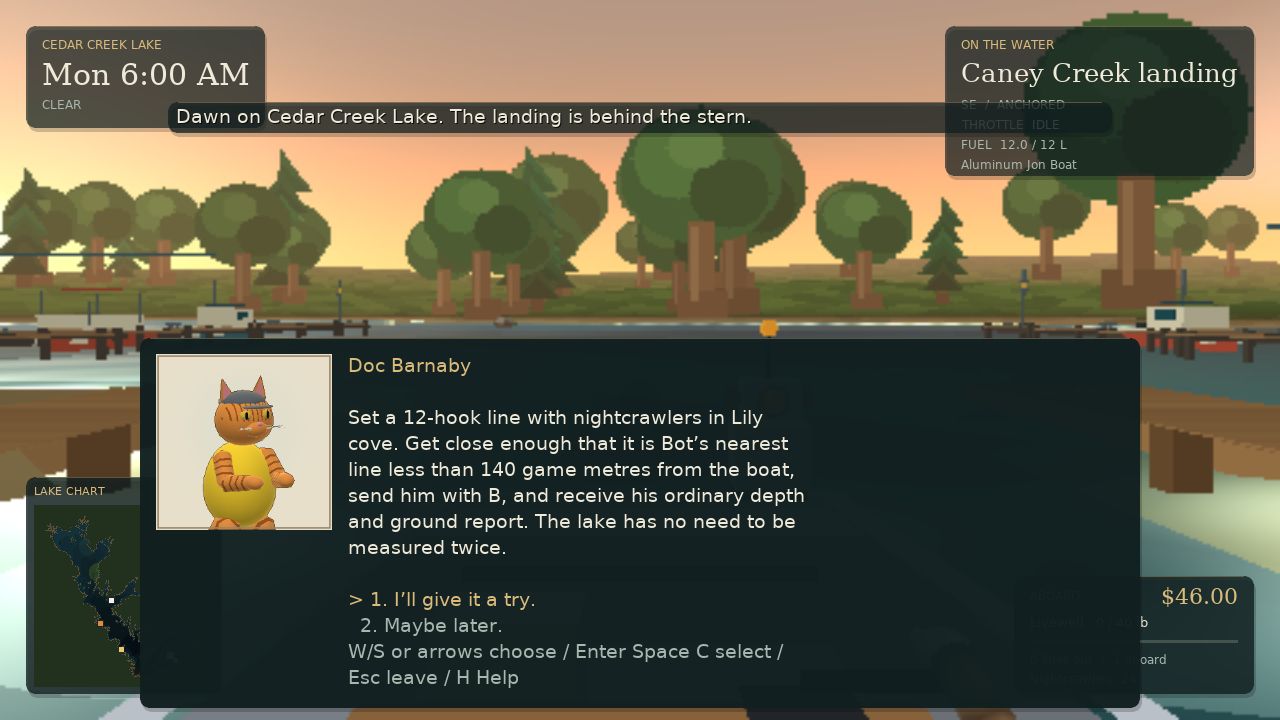 CEDAR CREEK LAKE
Mon 6:00 AM
CLEAR
ON THE WATER
Caney Creek landing
SE / ANCHORED
THROTTLE IDLE
FUEL 12.0 / 12 L
Aluminum Jon Boat
Dawn on Cedar Creek Lake. The landing is behind the stern.
Doc Barnaby
Set a 12-hook line with nightcrawlers in Lily
cove. Get close enough that it is Bot’s nearest
line less than 140 game metres from the boat,
send him with B, and receive his ordinary depth
and ground report. The lake has no need to be
measured twice.
> 1. I’ll give it a try.
2. Maybe later.
W/S or arrows choose / Enter Space C select /
Esc leave / H Help
LAKE CHART
$46.00